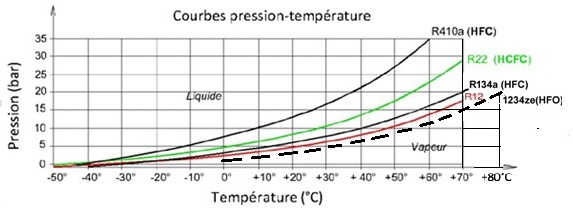 Courbes pression-température
R410a (HFC)
R22 (HCFC)
R134a (HFC)
R12
1234ze(HFO)
Pression (bar)
35
30
25
20
15
10
5
0
Liquide
Vapeur
-50° -40° -30° -20° -10° 0° +10° +20° +30° +40° +50° +60° +70° +80°C
Température (°C)